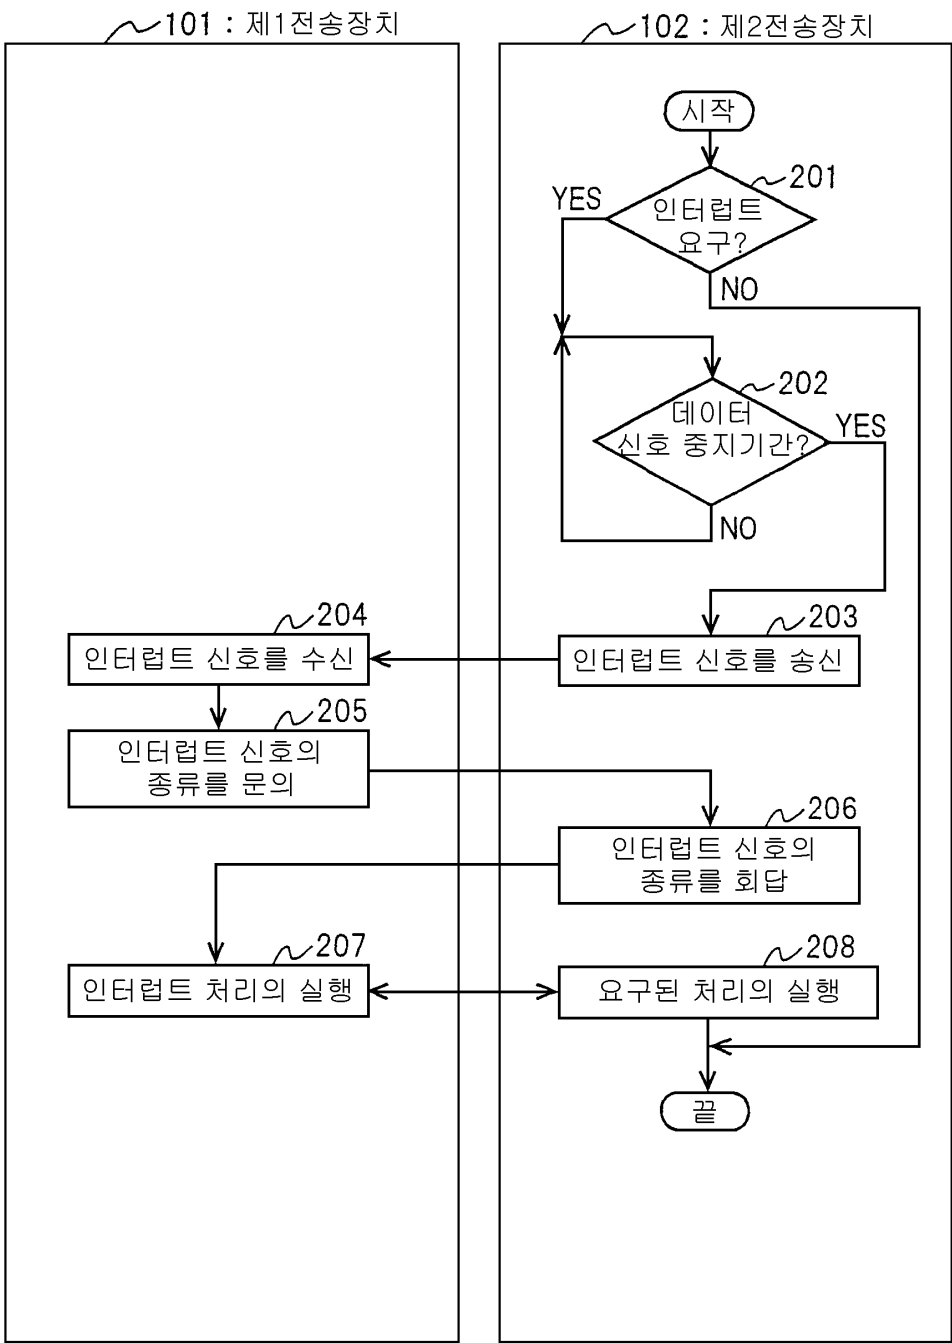 101 : 제1전송장치
102 : 제2전송장치
시작
201
YES
인터럽트
요구?
NO
202
데이터
신호 중지기간?
YES
NO
204
203
인터럽트 신호를 수신
인터럽트 신호를 송신
205
인터럽트 신호의
종류를 문의
206
인터럽트 신호의
종류를 회답
207
208
인터럽트 처리의 실행
요구된 처리의 실행
끝